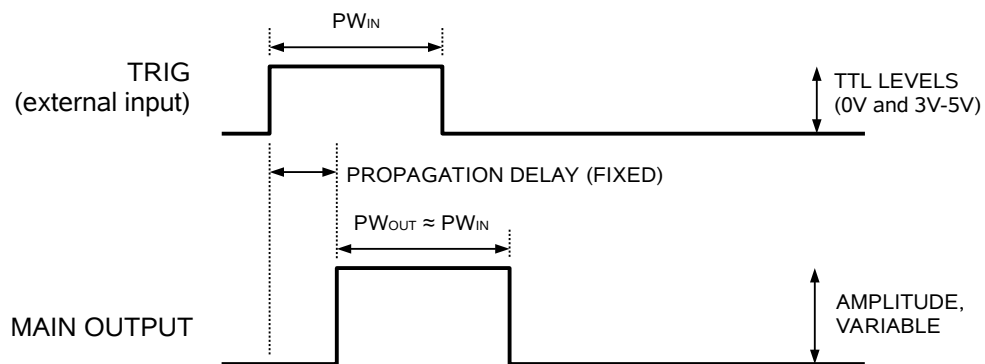 PWIN
TRIG
(external input)
TTL LEVELS
(0V and 3V-5V)
PROPAGATION DELAY (FIXED)
PWOUT ≈ PWIN
MAIN OUTPUT
AMPLITUDE,
VARIABLE